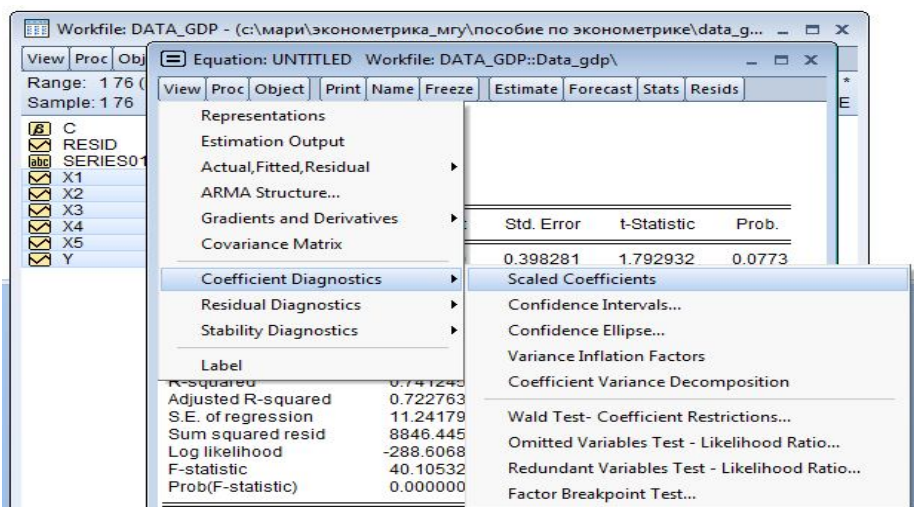 Workfile: DATA_GDP - (c:\мари\эконометрика_мгу\пособие по эконометрике\data_g...
View Proc Obj
Range: 1 76 (
Sample: 1 76
*
E
C
RESID
SERIES01
X1
X2
X3
X4
X5
Y
Equation: UNTITLED Workfile: DATA_GDP::Data_gdp\
View Proc Object Print Name Freeze Estimate Forecast Stats Resids
Representations
Estimation Output
Actual,Fitted,Residual
ARMA Structure...
Gradients and Derivatives
Covariance Matrix
Coefficient Diagnostics
Residual Diagnostics
Stability Diagnostics
Label
Std. Error t-Statistic Prob.
0.398281 1.792932 0.0773
Scaled Coefficients
Confidence Intervals...
Confidence Ellipse...
Variance Inflation Factors
Coefficient Variance Decomposition
Wald Test- Coefficient Restrictions...
Omitted Variables Test - Likelihood Ratio...
Redundant Variables Test - Likelihood Ratio...
Factor Breakpoint Test...
R-squared 0.741245
Adjusted R-squared 0.722763
S.E. of regression 11.24179
Sum squared resid 8846.445
Log likelihood -288.6068
F-statistic 40.10532
Prob(F-statistic) 0.000000